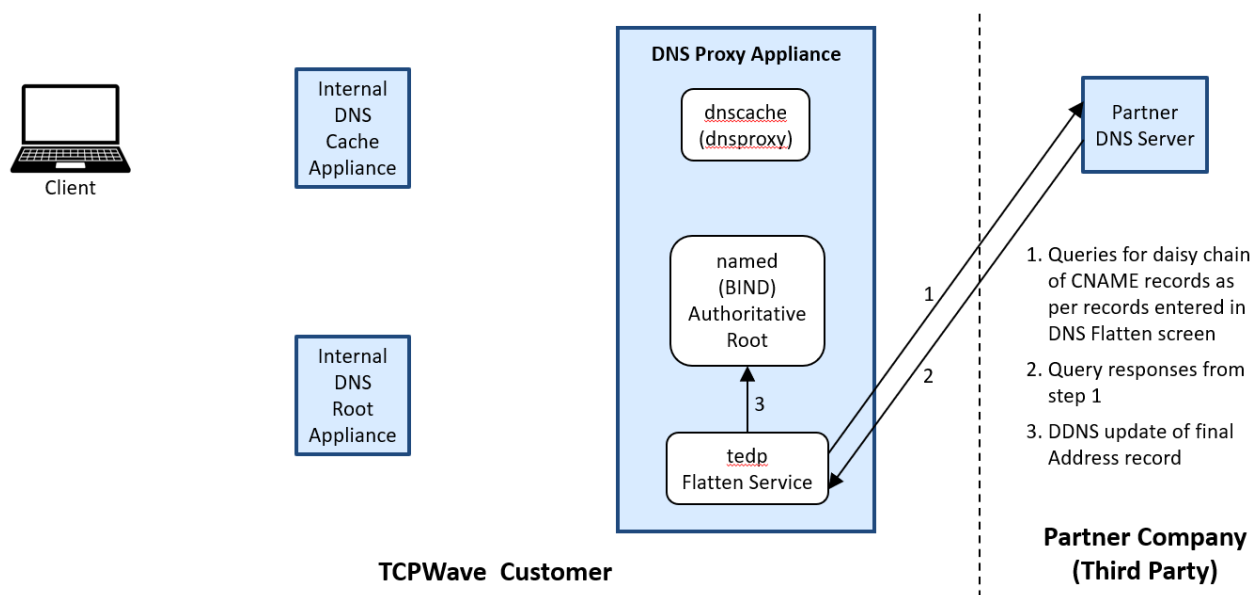 Client
Internal
DNS
Cache
Appliance
Internal
DNS
Root
Appliance
DNS Proxy Appliance
dnscache
(dnsproxy)
named
(BIND)
Authoritative
Root
3
tedp
Flatten Service
1
2
Partner
DNS Server
1. Queries for daisy chain
of CNAME records as
per records entered in
DNS Flatten screen
2. Query responses from
step 1
3. DDNS update of final
Address record
TCPWave Customer
Partner Company
(Third Party)